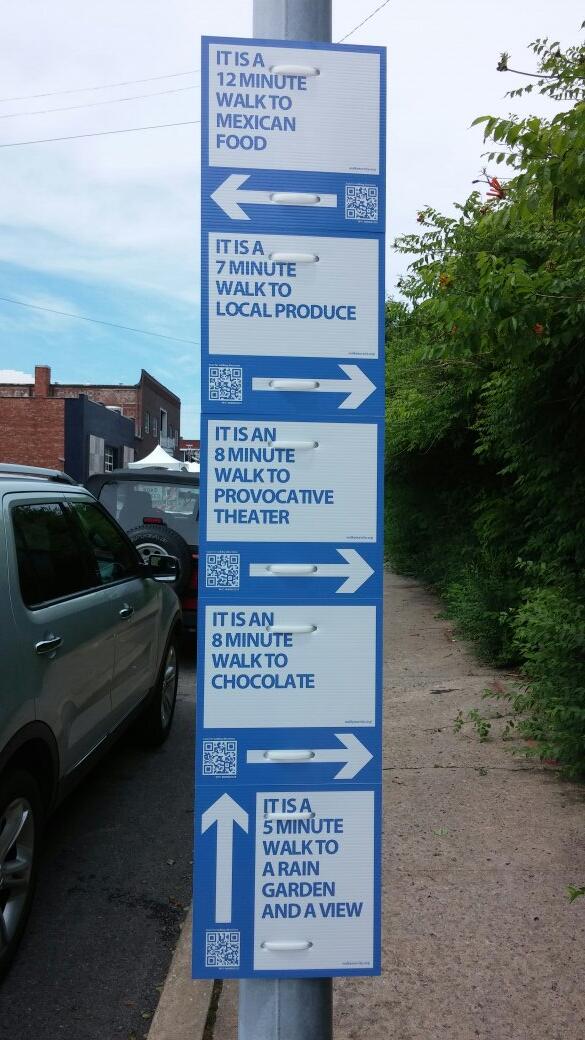 IT IS A
12 MINUTE
WALK TO
MEXICAN
FOOD
IT IS A
7 MINUTE
WALK TO
LOCAL PRODUCE
IT IS AN
8 MINUTE
WALK TO
PROVOCATIVE
THEATER
IT IS AN
8 MINUTE
WALK TO
CHOCOLATE
IT IS A
5 MINUTE
WALK TO
A RAIN
GARDEN
AND A VIEW